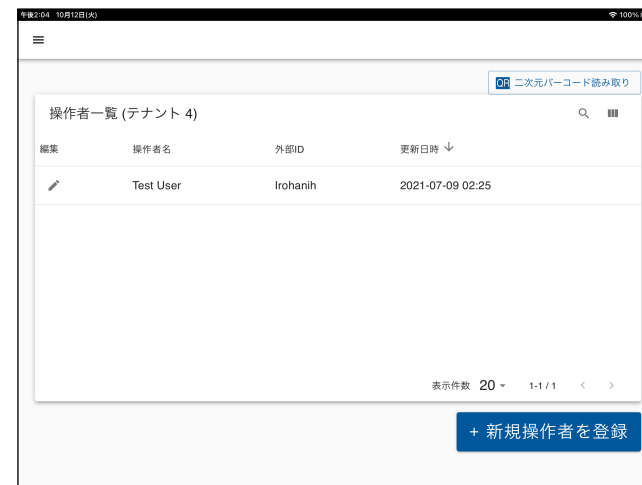 午後2:04 10月12日(火) 100%
QR 二次元バーコード読み取り
操作者一覧 (テナント 4)
編集 操作者名 外部ID 更新日時
Test User Irohanih 2021-07-09 02:25
表示件数 20 1-1 / 1
+ 新規操作者を登録